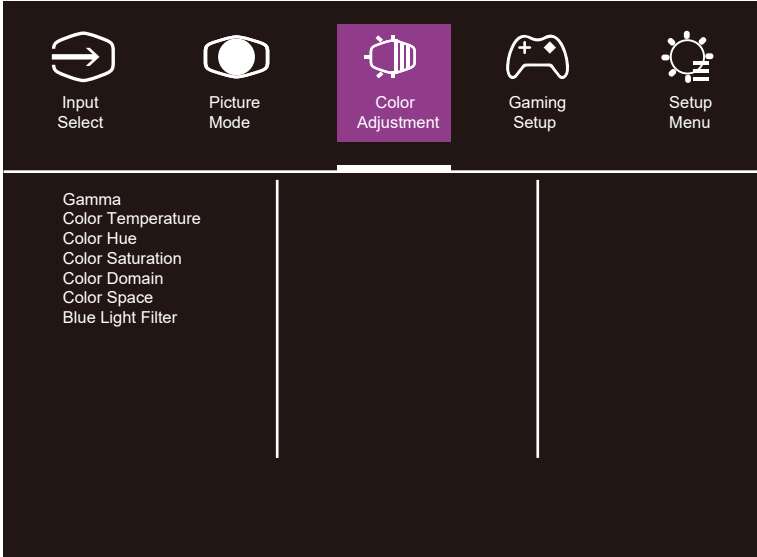 Input
Select
Picture
Mode
Color
Adjustment
Gaming
Setup
Setup
Menu
Gamma
Color Temperature
Color Hue
Color Saturation
Color Domain
Color Space
Blue Light Filter